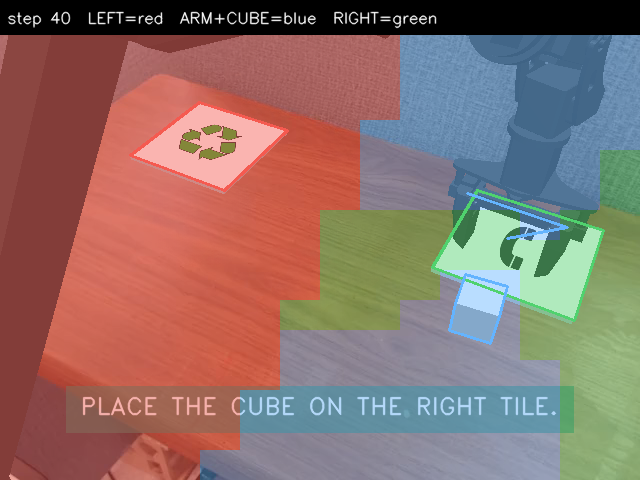 step 40 LEFT=red ARM+CUBE=blue RIGHT=green
PLACE THE CUBE ON THE RIGHT TILE.